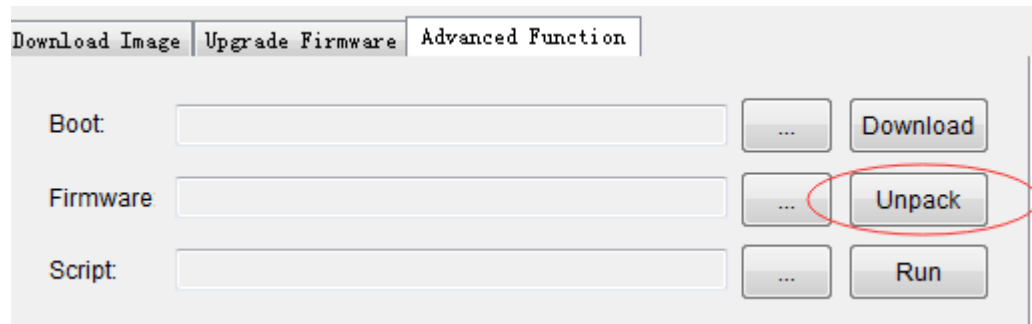 Download Image Upgrade Firmware Advanced Function
Boot: ... Download
Firmware ... Unpack
Script: ... Run